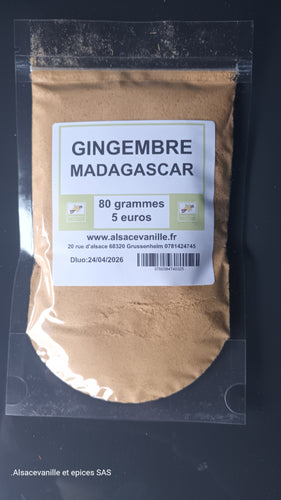 GINGEMBRE
MADAGASCAR
80 grammes
5 euros
www.alsacevanille.fr
20 rue d'alsace 68320 Grussenheim 0781424745
Dluo:24/04/2026
Alsacevanille et epices SAS